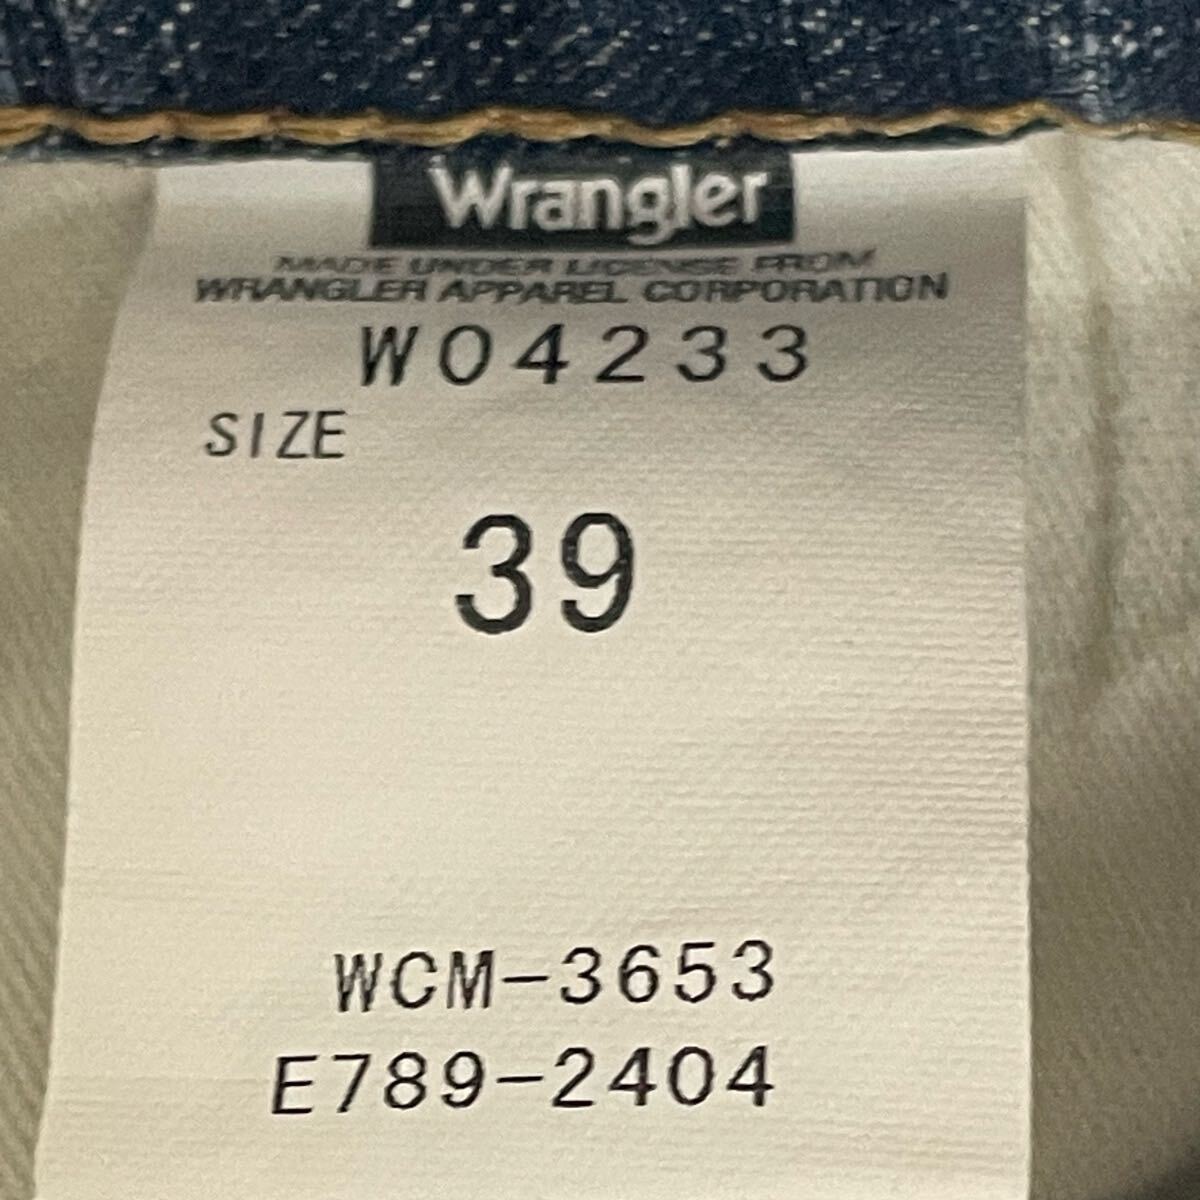 Wrangler
MADE UNDER LICENSE FROM
WRANGLER APPAREL CORPORATION
W04233
SIZE
39
WCM-3653
E789-2404